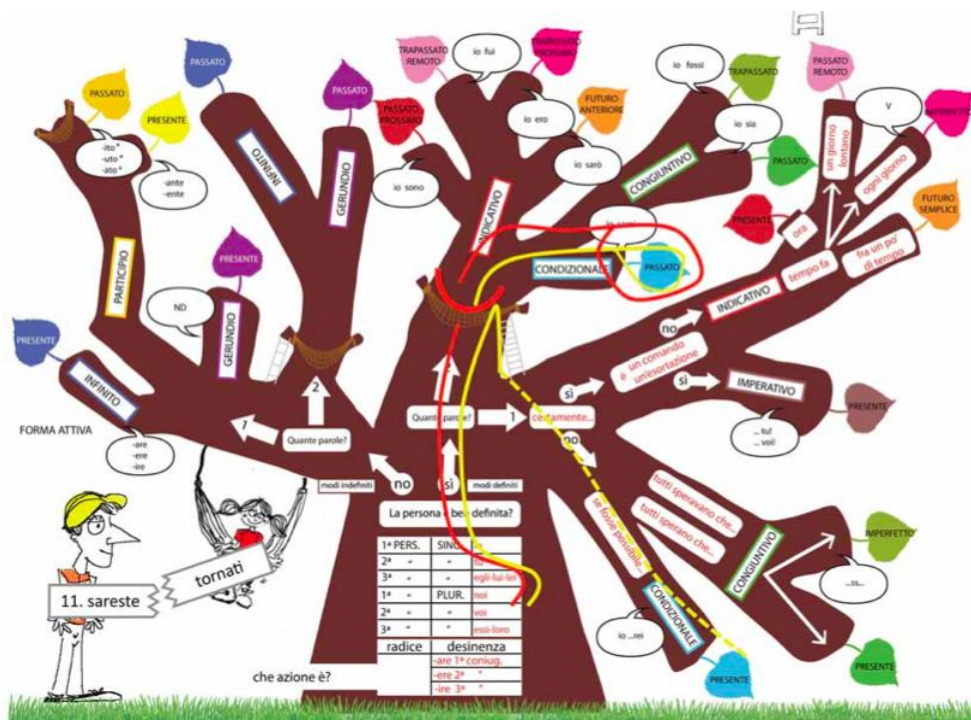 TRAPASSATO
REMOTO
io fui
TRAPASSATO
PROSSIMO
io fossi
TRAPASSATO
PASSATO
REMOTO
PASSATO
PASSATO
PASSATO
PRESENTE
PASSATO
PROSSIMO
FUTURO
ANTERIORE
io ero
io sia
V
IMPERFETTO
-ito *
-uto *
-ato *
-ante
-ente
io sono
io sarò
PASSATO
un giorno
lontano
ogni giorno
INFINITO
GERUNDIO
INDICATIVO
CONGIUNTIVO
PRESENTE
ora
FUTURO
SEMPLICE
PARTICIPIO
PRESENTE
CONDIZIONALE
PASSATO
tempo fa
fra un po'
di tempo
INDICATIVO
ND
GERUNDIO
no
è un comando
un'esortazione
PRESENTE
INFINITO
sì
sì
IMPERATIVO
PRESENTE
2
1
Quante parole?
Quante parole?
1
certamente...
no
... tu!
... voi!
FORMA ATTIVA
-are
-ere
-ire
modi indefiniti
no
sì
modi definiti
La persona è ben definita?
se fosse possibile...
tutti speravano che...
tutti sperano che...
IMPERFETTO
CONGIUNTIVO
...ss...
1ª PERS. SING.
2ª " " tu
3ª " " egli-lui-lei
1ª " PLUR. noi
2ª " " voi
3ª " " essi-loro
11. sareste
tornati
CONDIZIONALE
io ...rei
PRESENTE
PRESENTE
radice desinenza
-are 1ª coniug.
-ere 2ª "
-ire 3ª "
che azione è?